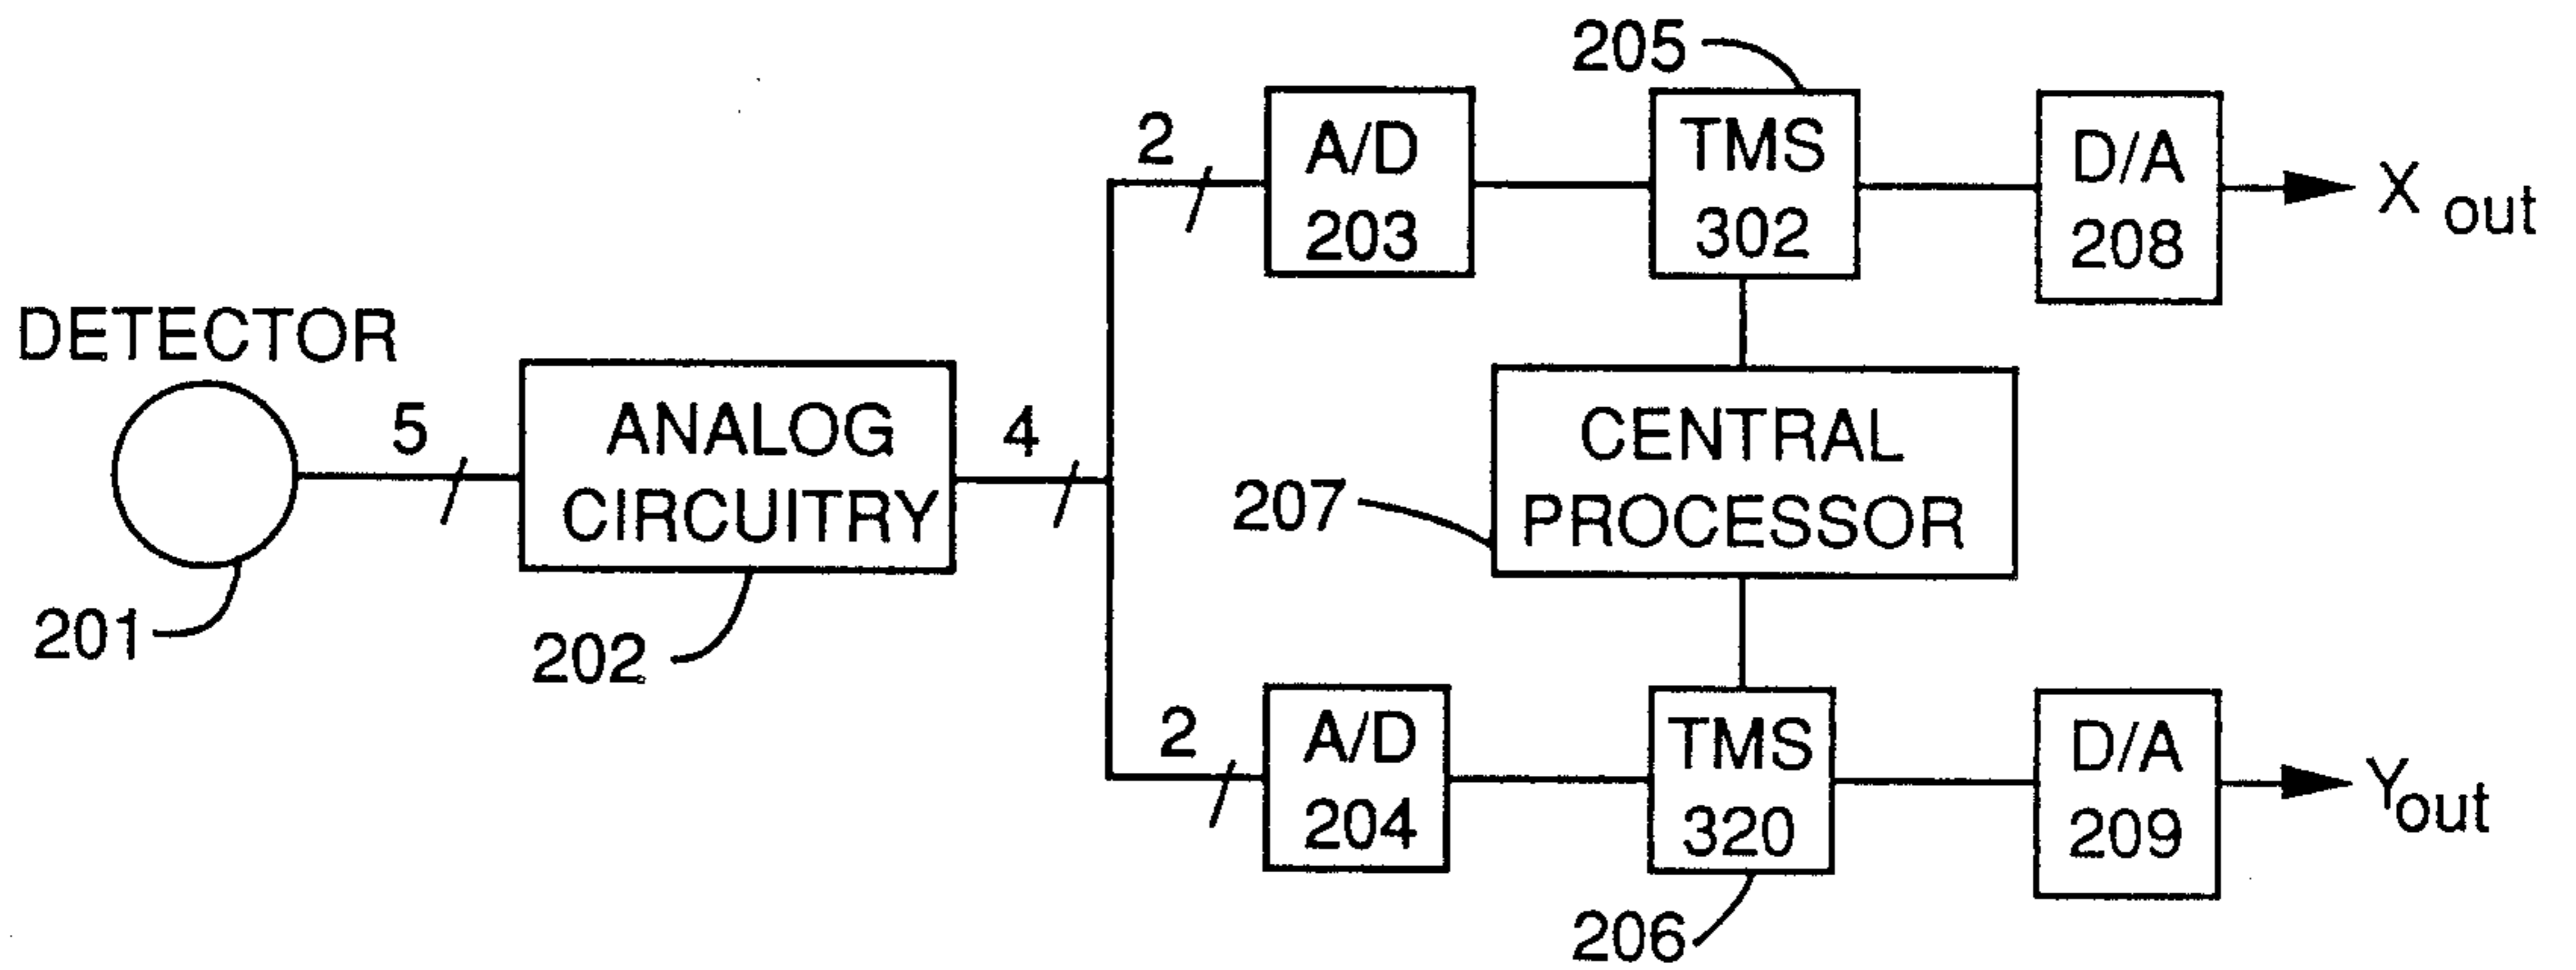 205
2
A/D
203
TMS
302
D/A
208
X out
DETECTOR
5
ANALOG
CIRCUITRY
4
CENTRAL
PROCESSOR
207
201
202
2
A/D
204
TMS
320
D/A
209
Yout
206